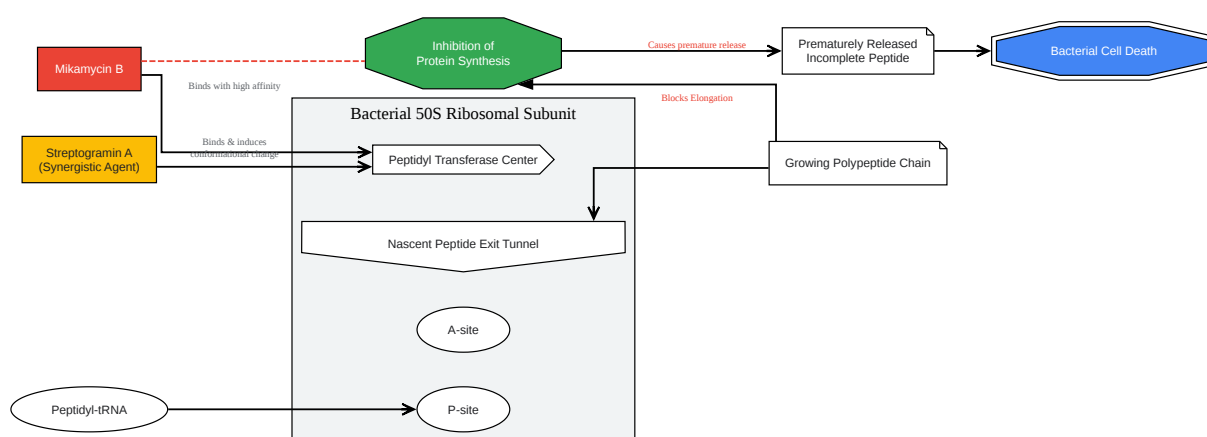 Mikamycin B
Inhibition of
Protein Synthesis
Causes premature release
Prematurely Released
Incomplete Peptide
Bacterial Cell Death
Binds with high affinity
Blocks Elongation
Bacterial 50S Ribosomal Subunit
Streptogramin A
(Synergistic Agent)
Binds & induces
conformational change
Peptidyl Transferase Center
Growing Polypeptide Chain
Nascent Peptide Exit Tunnel
A-site
Peptidyl-tRNA
P-site